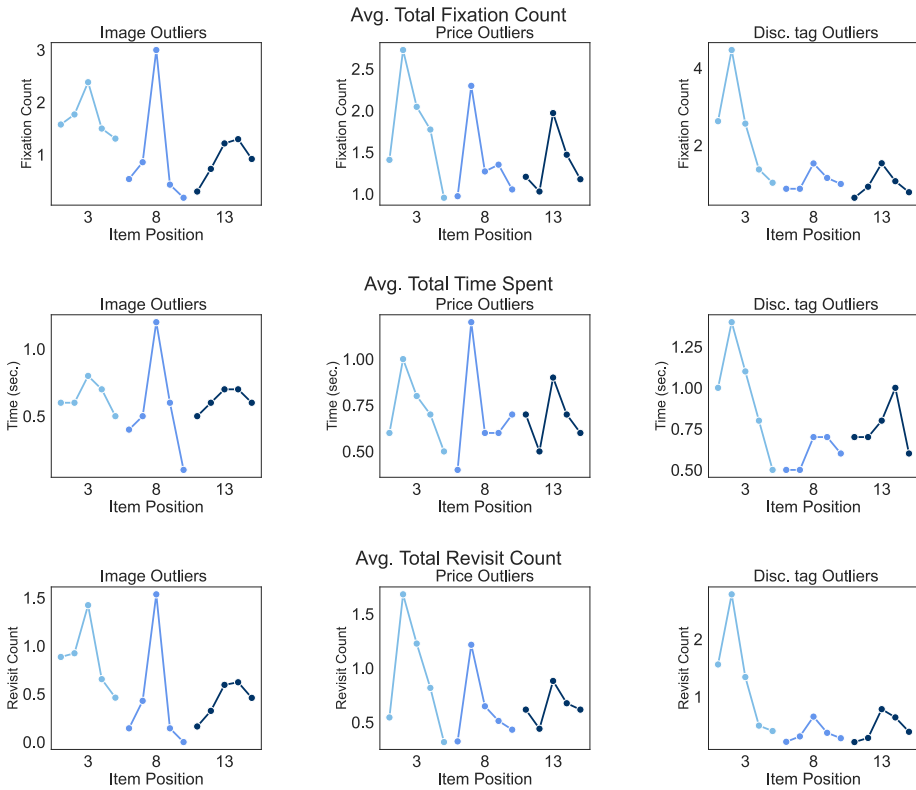 Avg. Total Fixation Count
Image Outliers
Price Outliers
Disc. tag Outliers
Fixation Count
3
2
1
3 8 13
Item Position
Fixation Count
2.5
2.0
1.5
1.0
3 8 13
Item Position
Fixation Count
4
2
3 8 13
Item Position
Avg. Total Time Spent
Image Outliers
Price Outliers
Disc. tag Outliers
Time (sec.)
1.0
0.5
3 8 13
Item Position
Time (sec.)
1.00
0.75
0.50
3 8 13
Item Position
Time (sec.)
1.25
1.00
0.75
0.50
3 8 13
Item Position
Avg. Total Revisit Count
Image Outliers
Price Outliers
Disc. tag Outliers
Revisit Count
1.5
1.0
0.5
0.0
3 8 13
Item Position
Revisit Count
1.5
1.0
0.5
3 8 13
Item Position
Revisit Count
2
1
3 8 13
Item Position